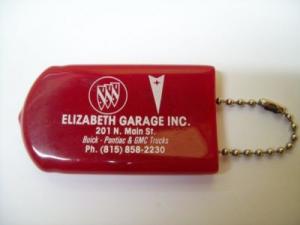 ELIZABETH GARAGE INC.
201 N. Main St.
Buick - Pontiac & GMC Trucks
Ph. (815) 858-2230